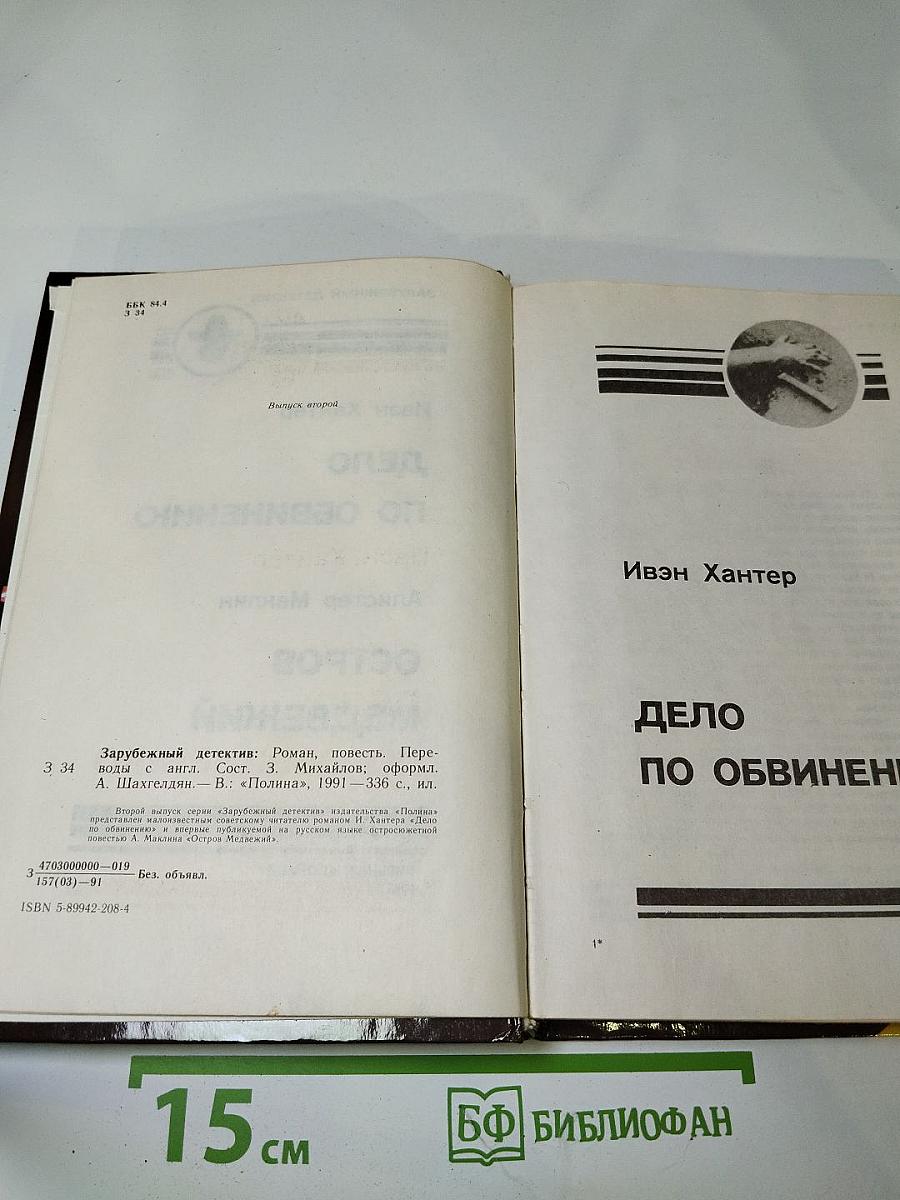 ББК 84.4
З 34
Выпуск второй
Зарубежный детектив: Роман, повесть. Пере-
З 34 воды с англ. Сост. З. Михайлов; оформл.
А. Шахгелдян.— В.: «Полина», 1991—336 с., ил.
Второй выпуск серии «Зарубежный детектив» издательства «Полина»
представлен малоизвестным советскому читателю романом И. Хантера «Дело
по обвинению» и впервые публикуемой на русском языке остросюжетной
повестью А. Маклина «Остров Медвежий».
4703000000—019
З Без. объявл.
157(03)—91
ISBN 5-89942-208-4
Ивэн Хантер
ДЕЛО
ПО ОБВИНЕНИ
1*
15 см
БФ БИБЛИОФАН